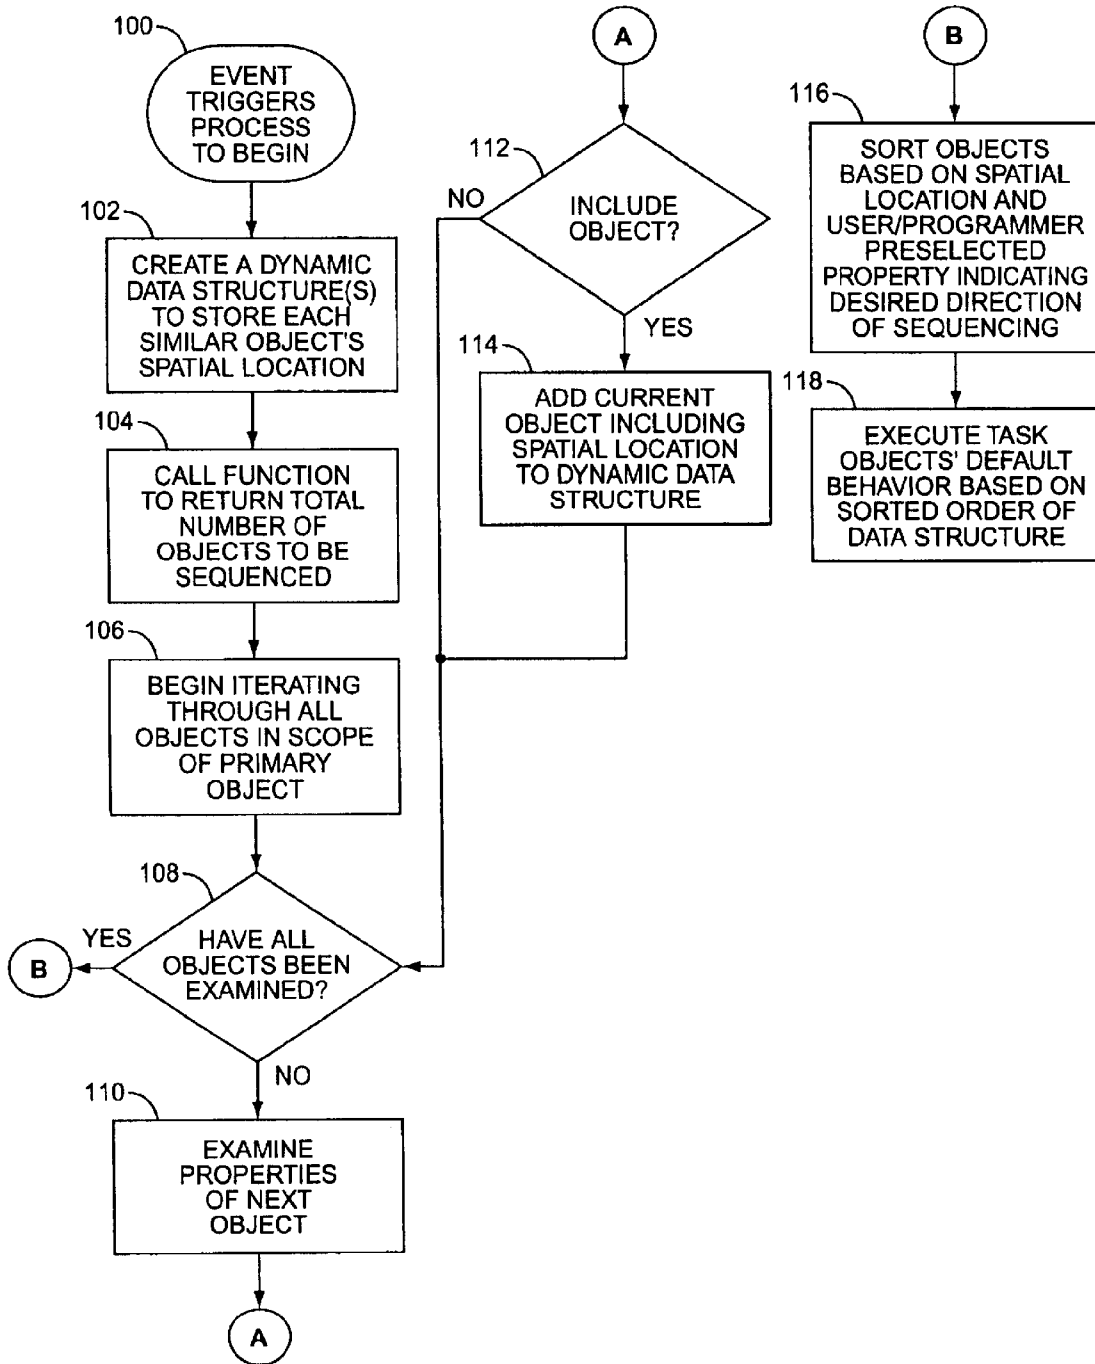 100
EVENT
TRIGGERS
PROCESS
TO BEGIN
102
CREATE A DYNAMIC
DATA STRUCTURE(S)
TO STORE EACH
SIMILAR OBJECT'S
SPATIAL LOCATION
104
CALL FUNCTION
TO RETURN TOTAL
NUMBER OF
OBJECTS TO BE
SEQUENCED
106
BEGIN ITERATING
THROUGH ALL
OBJECTS IN SCOPE
OF PRIMARY
OBJECT
108
YES
B
HAVE ALL
OBJECTS BEEN
EXAMINED?
NO
110
EXAMINE
PROPERTIES
OF NEXT
OBJECT
A
A
112
NO
INCLUDE
OBJECT?
YES
114
ADD CURRENT
OBJECT INCLUDING
SPATIAL LOCATION
TO DYNAMIC DATA
STRUCTURE
B
116
SORT OBJECTS
BASED ON SPATIAL
LOCATION AND
USER/PROGRAMMER
PRESELECTED
PROPERTY INDICATING
DESIRED DIRECTION
OF SEQUENCING
118
EXECUTE TASK
OBJECTS' DEFAULT
BEHAVIOR BASED ON
SORTED ORDER OF
DATA STRUCTURE